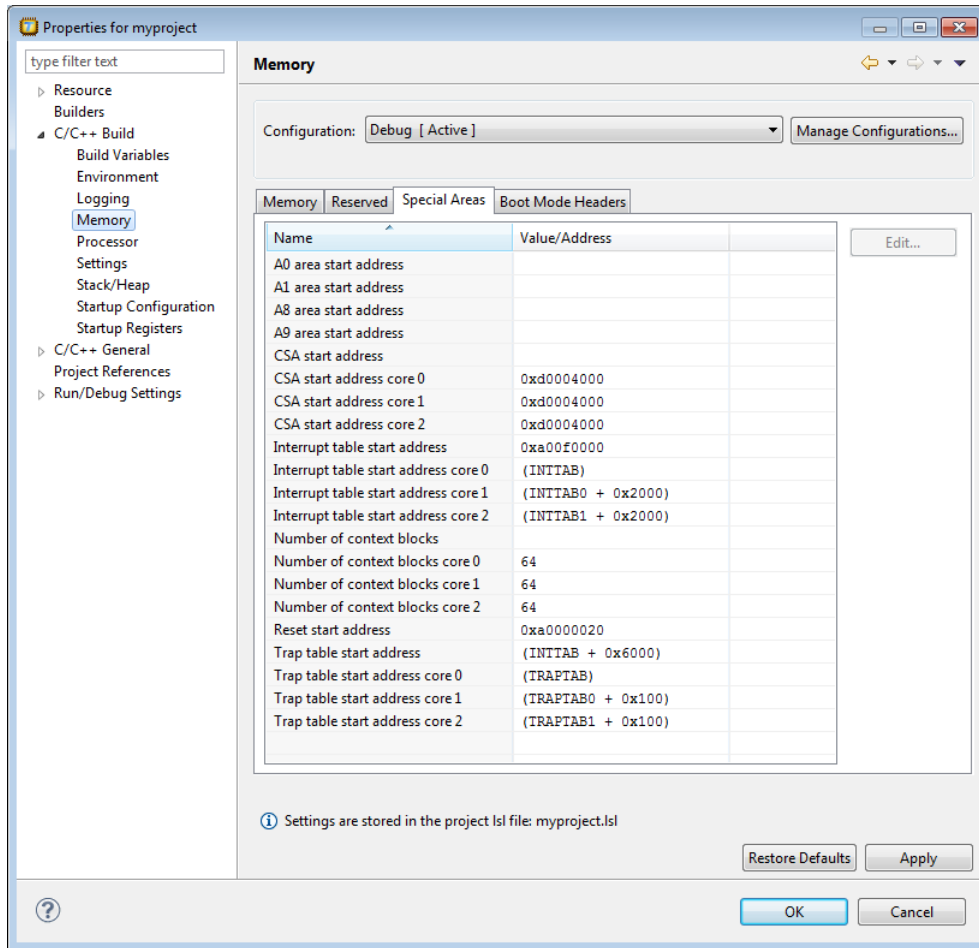 Properties for myproject
type filter text
Resource
Builders
C/C++ Build
Build Variables
Environment
Logging
Memory
Processor
Settings
Stack/Heap
Startup Configuration
Startup Registers
C/C++ General
Project References
Run/Debug Settings
Memory
Configuration: Debug [ Active ] Manage Configurations...
Memory Reserved Special Areas Boot Mode Headers
Name Value/Address
Edit...
A0 area start address
A1 area start address
A8 area start address
A9 area start address
CSA start address
CSA start address core 0 0xd0004000
CSA start address core 1 0xd0004000
CSA start address core 2 0xd0004000
Interrupt table start address 0xa00f0000
Interrupt table start address core 0 (INTTAB)
Interrupt table start address core 1 (INTTAB0 + 0x2000)
Interrupt table start address core 2 (INTTAB1 + 0x2000)
Number of context blocks
Number of context blocks core 0 64
Number of context blocks core 1 64
Number of context blocks core 2 64
Reset start address 0xa0000020
Trap table start address (INTTAB + 0x6000)
Trap table start address core 0 (TRAPTAB)
Trap table start address core 1 (TRAPTAB0 + 0x100)
Trap table start address core 2 (TRAPTAB1 + 0x100)
Settings are stored in the project lsl file: myproject.lsl
Restore Defaults Apply
OK Cancel